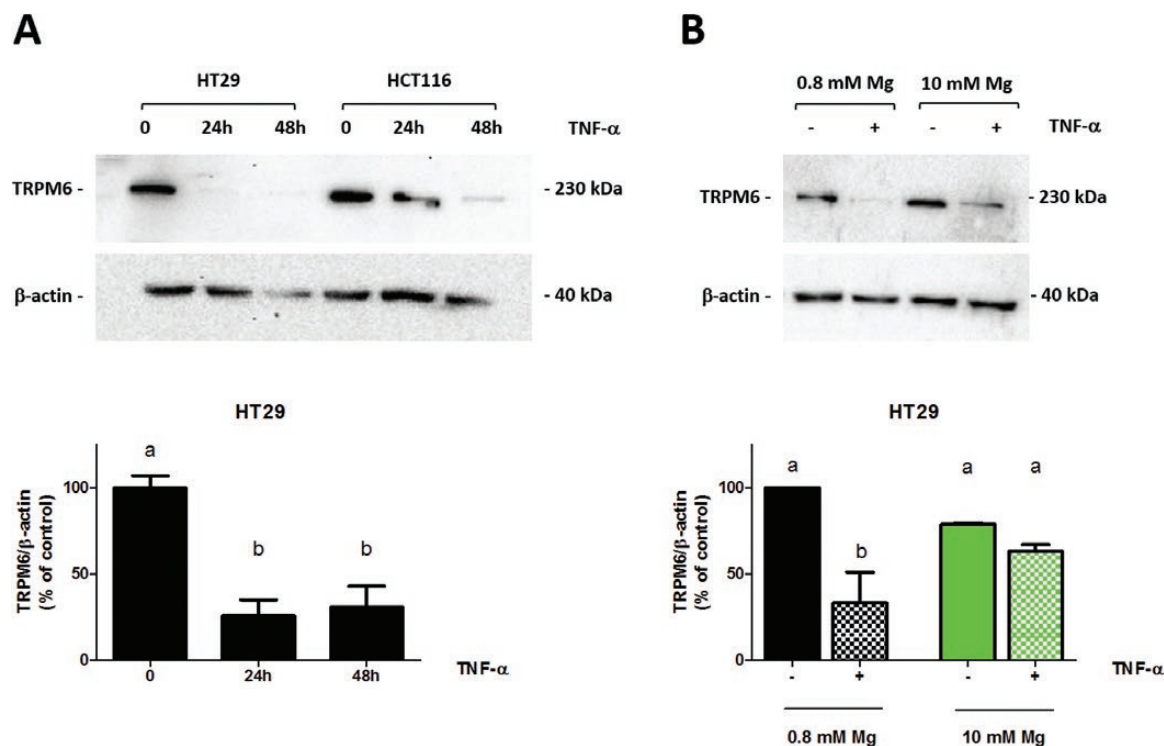 A
HT29 HCT116
0 24h 48h 0 24h 48h TNF-α
TRPM6 - - 230 kDa
β-actin - - 40 kDa
HT29
TRPM6/β-actin
(% of control)
100
50
0
a
b
b
0 24h 48h TNF-α
B
0.8 mM Mg 10 mM Mg
- + - + TNF-α
TRPM6 - - 230 kDa
β-actin - - 40 kDa
HT29
TRPM6/β-actin
(% of control)
100
50
0
a
b
a
a
- + - + TNF-α
0.8 mM Mg 10 mM Mg